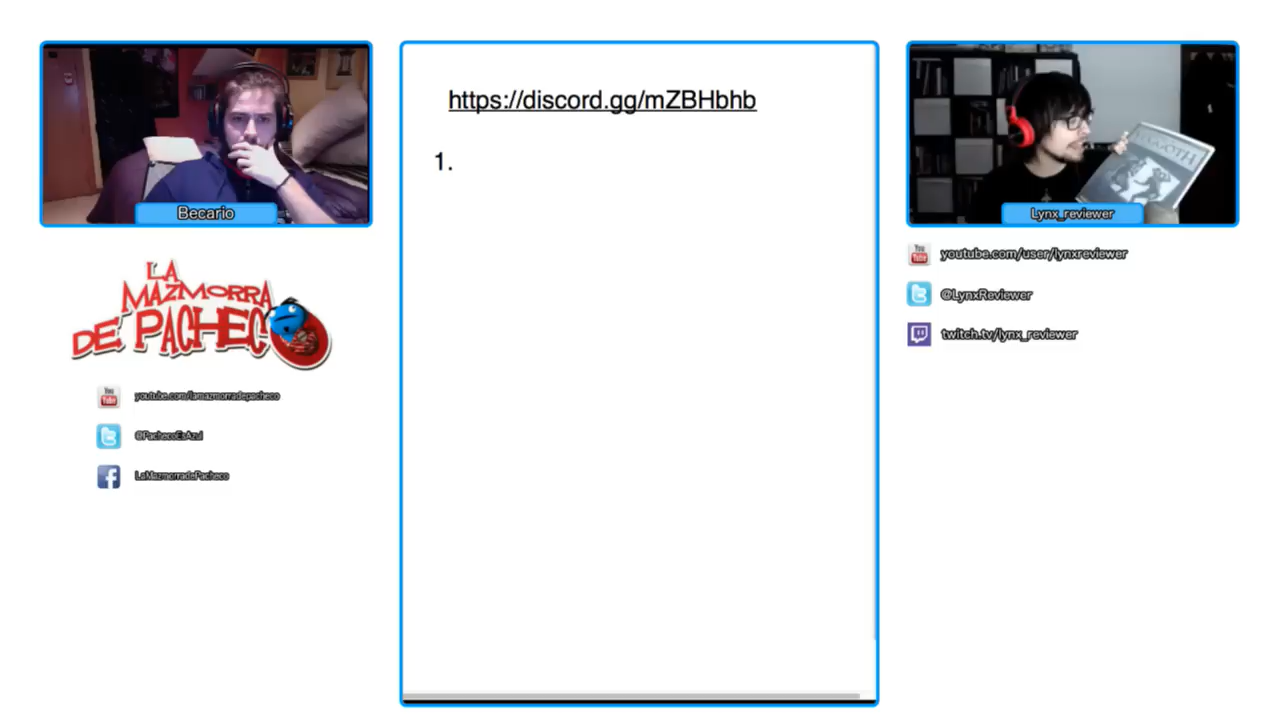 https://discord.gg/mZBHbhb
1.
Becario
Lynx_reviewer
LA
MAZMORRA
DE PACHECO
youtube.com/lamazmorradepacheco
@PachecoEsAzul
LaMazmorradePacheco
youtube.com/user/lynxreviewer
@LynxReviewer
twitch.tv/lynx_reviewer